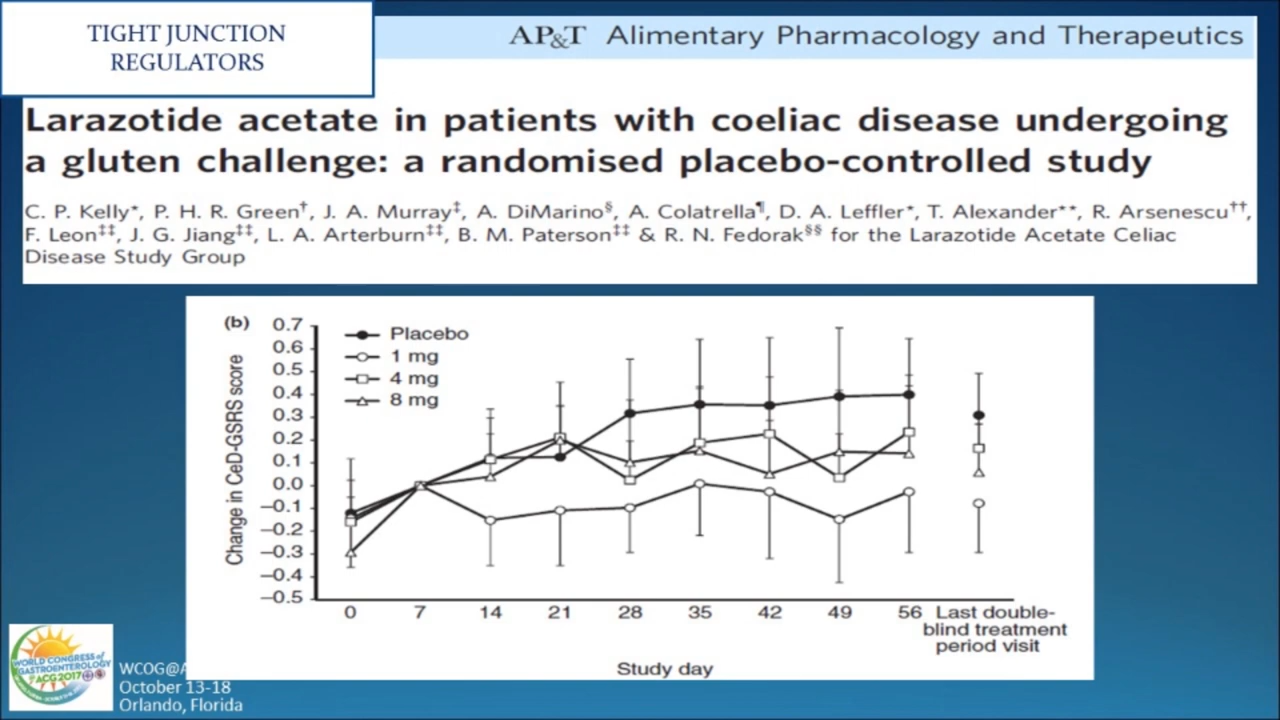 TIGHT JUNCTION
REGULATORS
AP&T Alimentary Pharmacology and Therapeutics
Larazotide acetate in patients with coeliac disease undergoing
a gluten challenge: a randomised placebo-controlled study
C. P. Kelly*, P. H. R. Green†, J. A. Murray‡, A. DiMarino§, A. Colatrella¶, D. A. Leffler*, T. Alexander**, R. Arsenescu††,
F. Leon‡‡, J. G. Jiang‡‡, L. A. Arterburn‡‡, B. M. Paterson‡‡ & R. N. Fedorak§§ for the Larazotide Acetate Celiac
Disease Study Group
(b)
Change in CeD-GSRS score
0.7
0.6
0.5
0.4
0.3
0.2
0.1
0.0
–0.1
–0.2
–0.3
–0.4
–0.5
Placebo
1 mg
4 mg
8 mg
0 7 14 21 28 35 42 49 56 Last double-
blind treatment
period visit
Study day
WORLD CONGRESS of
GASTROENTEROLOGY
ACG2017
WCOG@A
October 13-18
Orlando, Florida